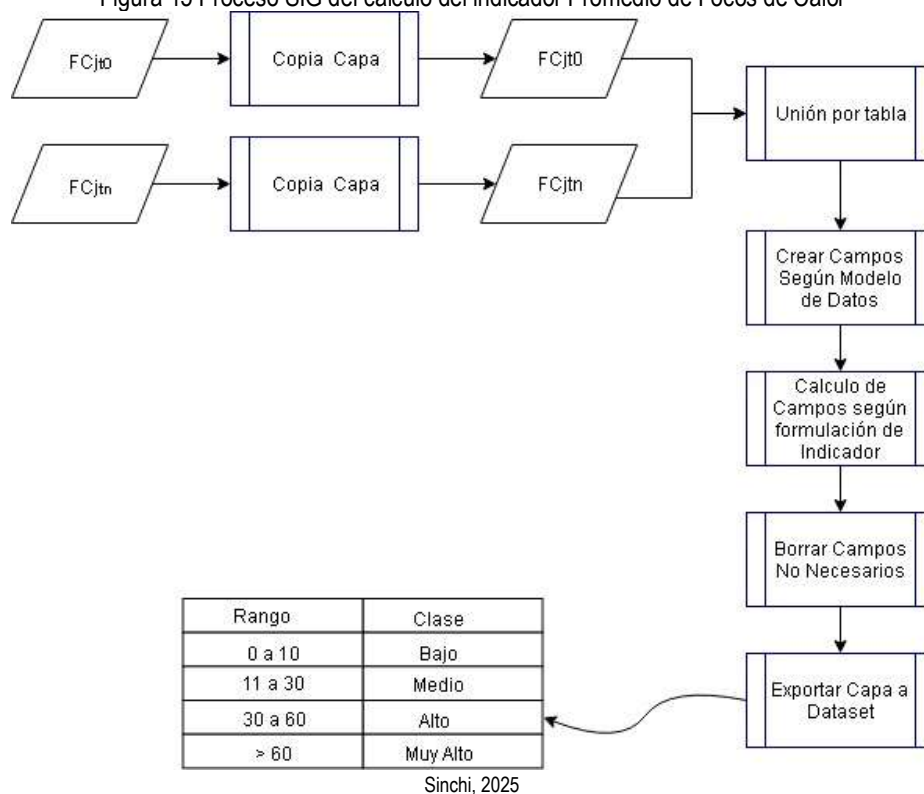 Figura 15 Proceso SIG del cálculo del indicador Promedio de Focos de Calor
FCjt0
Copia Capa
FCjt0
FCjtn
Copia Capa
FCjtn
Unión por tabla
Crear Campos
Según Modelo
de Datos
Calculo de
Campos según
formulación de
Indicador
Borrar Campos
No Necesarios
Exportar Capa a
Dataset
Rango Clase
0 a 10 Bajo
11 a 30 Medio
30 a 60 Alto
> 60 Muy Alto
Sinchi, 2025